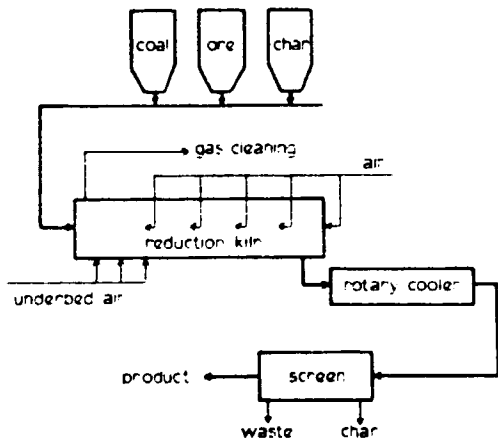 coal ore char
gas cleaning
air
reduction kiln
underbed air
rotary cooler
product
screen
waste char